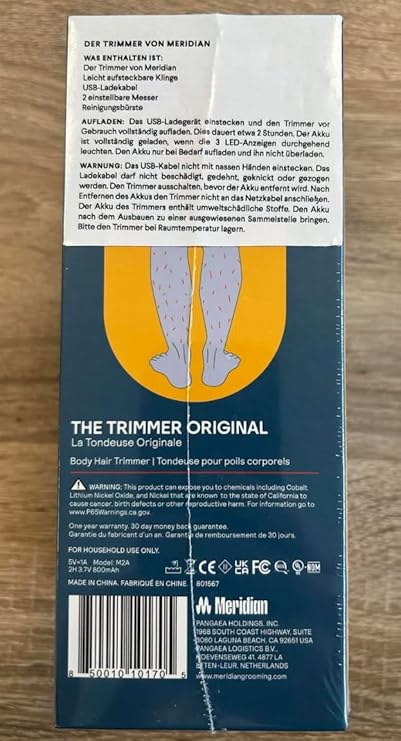 DER TRIMMER VON MERIDIAN
WAS ENTHALTEN IST:
Der Trimmer von Meridian
Leicht aufsteckbare Klinge
USB-Ladekabel
2 einstellbare Messer
Reinigungsbürste
AUFLADEN: Das USB-Ladegerät einstecken und den Trimmer vor
Gebrauch vollständig aufladen. Dies dauert etwa 2 Stunden. Der Akku
ist vollständig geladen, wenn die 3 LED-Anzeigen durchgehend
leuchten. Den Akku nur bei Bedarf aufladen und ihn nicht überladen.
WARNUNG: Das USB-Kabel nicht mit nassen Händen einstecken. Das
Ladekabel darf nicht beschädigt, gedehnt, geknickt oder gezogen
werden. Den Trimmer ausschalten, bevor der Akku entfernt wird. Nach
Entfernen des Akkus den Trimmer nicht an das Netzkabel anschließen.
Der Akku des Trimmers enthält umweltschädliche Stoffe. Den Akku
nach dem Ausbauen zu einer ausgewiesenen Sammelstelle bringen.
Bitte den Trimmer bei Raumtemperatur lagern.
THE TRIMMER ORIGINAL
La Tondeuse Originale
Body Hair Trimmer | Tondeuse pour poils corporels
WARNING: This product can expose you to chemicals including Cobalt
Lithium Nickel Oxide, and Nickel that are known to the state of California to
cause cancer, birth defects or other reproductive harm. For information go to
www.P65Warnings.ca.gov.
One year warranty. 30 day money back guarantee.
Garantie du fabricant d'un an. Garantie de remboursement de 30 jours.
FOR HOUSEHOLD USE ONLY.
5V=1A Model: M2A
2H 3.7V 600mAh
MADE IN CHINA. FABRIQUÉ EN CHINE. 801567
CE UK CA FC UL NOM
Meridian
PANGAEA HOLDINGS, INC.
1968 SOUTH COAST HIGHWAY, SUITE
3080 LAGUNA BEACH, CA 92651 USA
PANGAEA LOGISTICS B.V.,
KOEVENSEWEG 41, 4877 LA
ETTEN-LEUR, NETHERLANDS
www.meridiangrooming.com
8 50010 10170 5